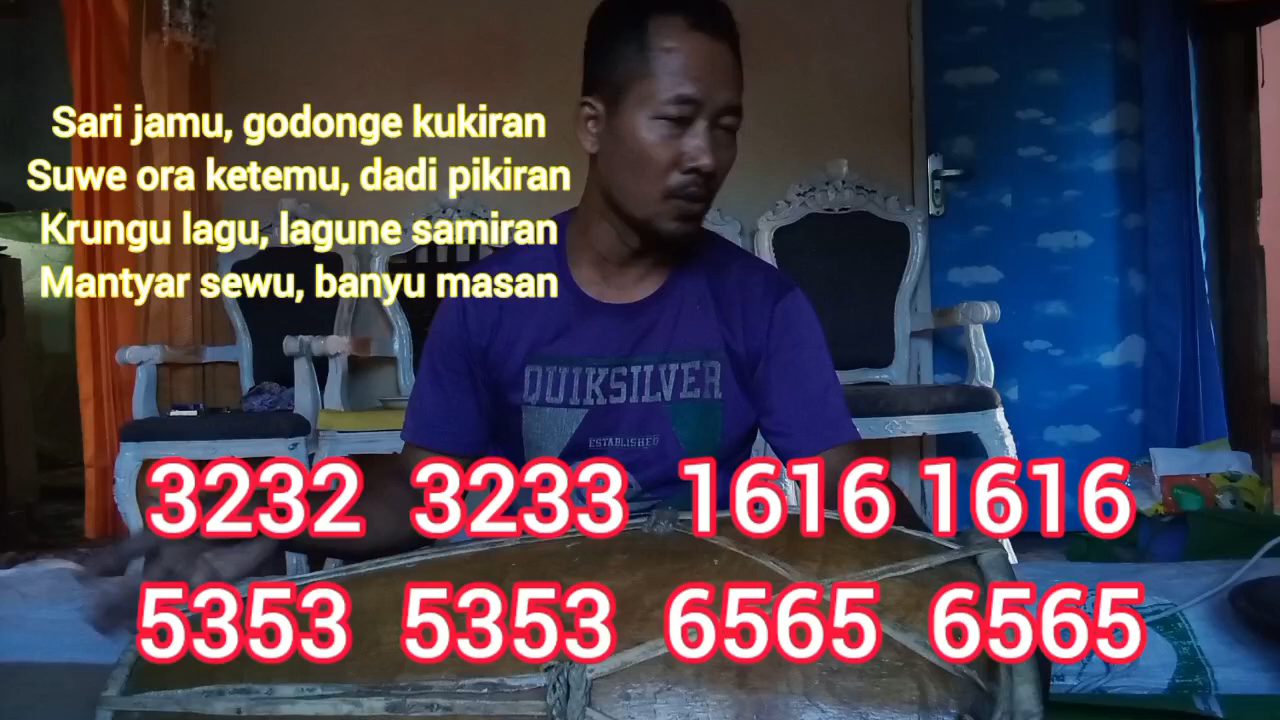 Sari jamu, godonge kukiran
Suwe ora ketemu, dadi pikiran
Krungu lagu, lagune samiran
Mantyar sewu, banyu masan
QUIKSILVER
ESTABLISHED
3232 3233 1616 1616
5353 5353 6565 6565